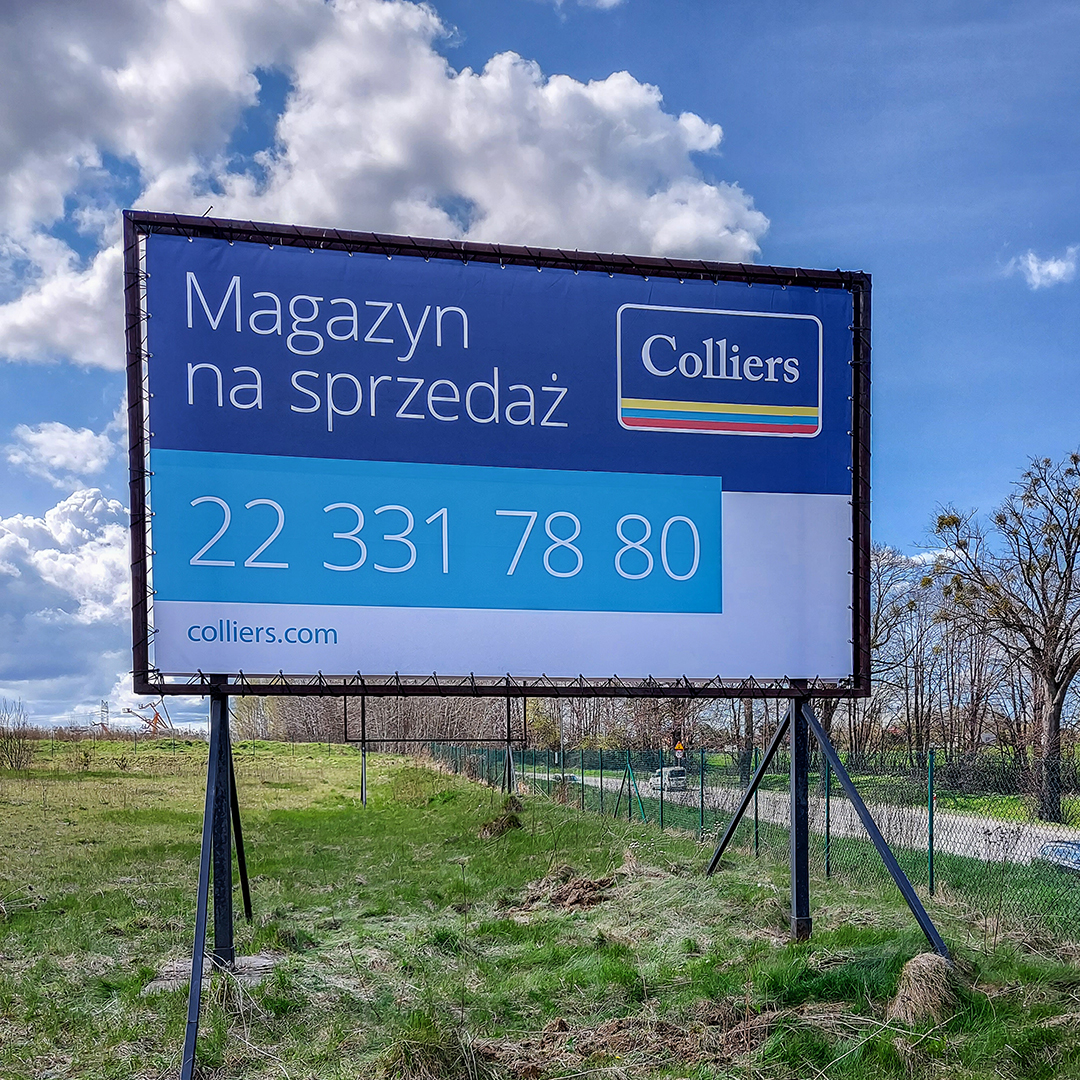 Magazyn
na sprzedaż
Colliers
22 331 78 80
colliers.com